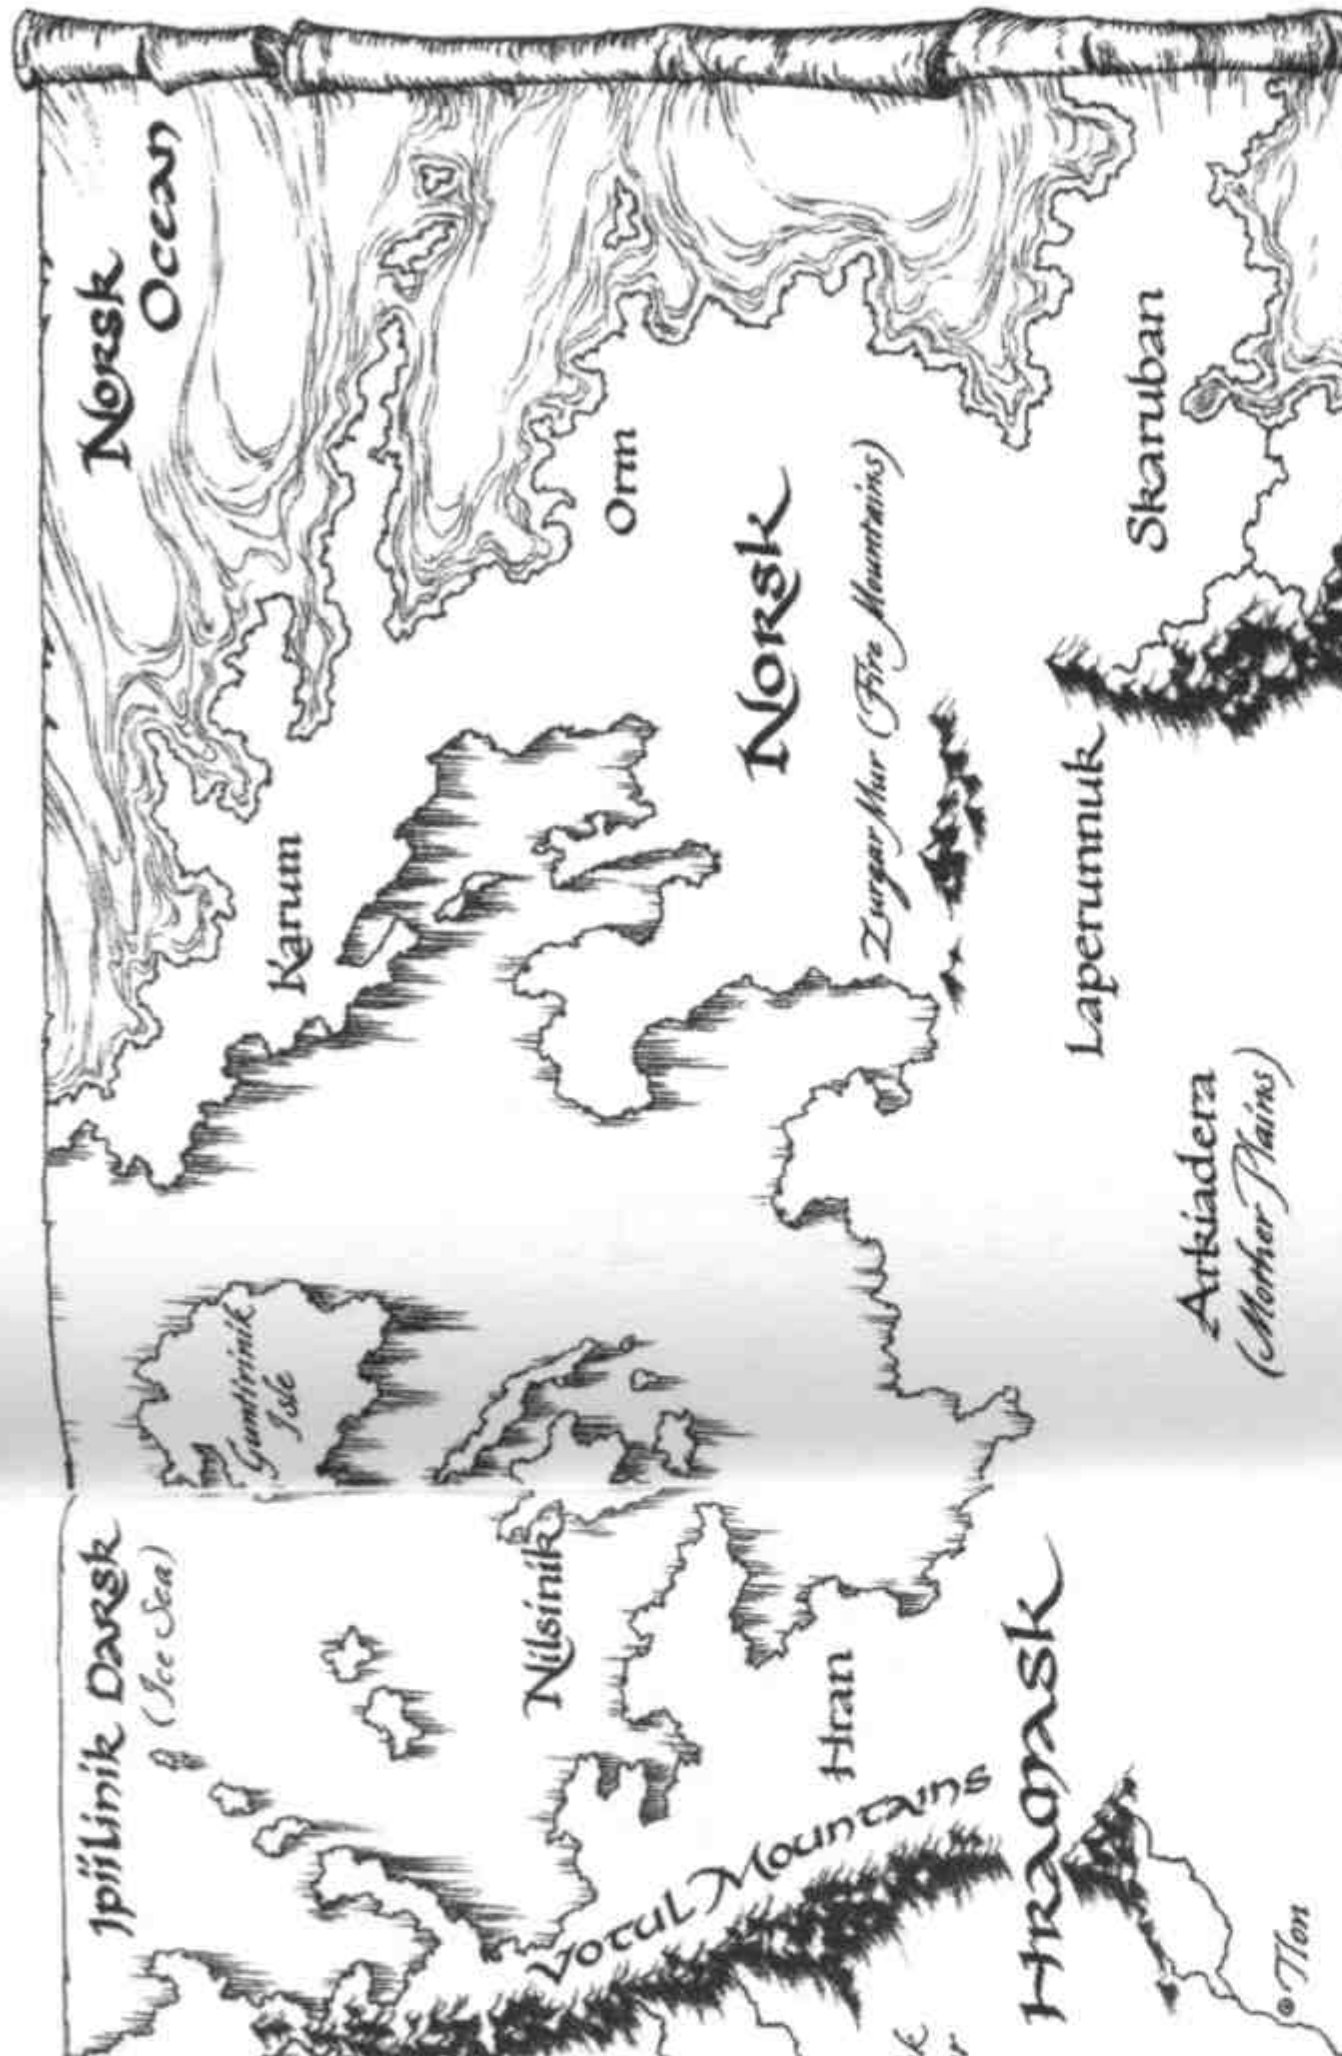 Norsk
Ocean
Orm
Norsk
Zurgar Mur (Fire Mountains)
Skaruban
Karum
Laperunnuk
Arkiadera
(Mother Plains)
Guntirinik
Isle
Ipiilinik Darsk
(Ice Sea)
Nilsinik
Hran
Votul Mountains
Hramask
Tlon